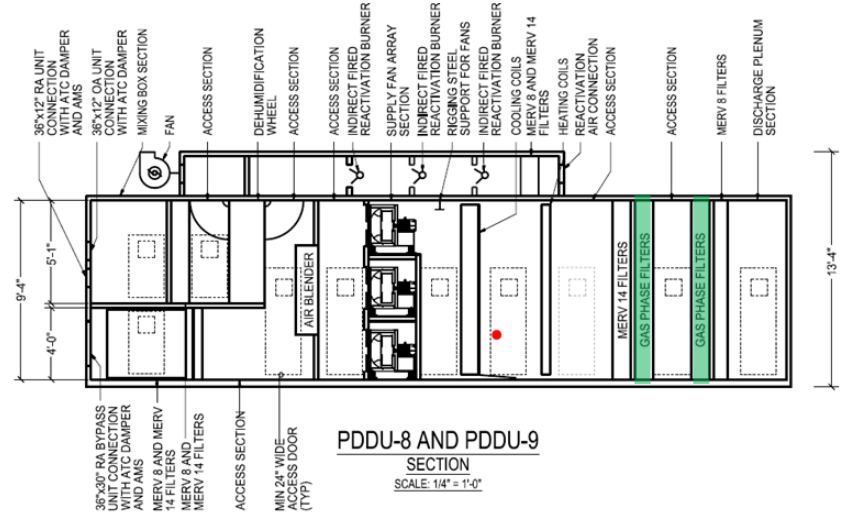 36"x12" RA UNIT
CONNECTION
WITH ATC DAMPER
AND AMS
36"x12" OA UNIT
CONNECTION
WITH ATC DAMPER
MIXING BOX SECTION
FAN
ACCESS SECTION
DEHUMIDIFICATION
WHEEL
ACCESS SECTION
ACCESS SECTION
INDIRECT FIRED
REACTIVATION BURNER
SUPPLY FAN ARRAY
SECTION
INDIRECT FIRED
REACTIVATION BURNER
RIGGING STEEL
SUPPORT FOR FANS
INDIRECT FIRED
REACTIVATION BURNER
COOLING COILS
MERV 8 AND MERV 14
FILTERS
HEATING COILS
REACTIVATION
AIR CONNECTION
ACCESS SECTION
ACCESS SECTION
MERV 8 FILTERS
DISCHARGE PLENUM
SECTION
9'-4"
5'-1"
4'-0"
AIR BLENDER
MERV 14 FILTERS
GAS PHASE FILTERS
GAS PHASE FILTERS
13'-4"
36"x30" RA BYPASS
UNIT CONNECTION
WITH ATC DAMPER
AND AMS
MERV 8 AND MERV
14 FILTERS
MERV 8 AND
MERV 14 FILTERS
ACCESS SECTION
MIN 24" WIDE
ACCESS DOOR
(TYP)
PDDU-8 AND PDDU-9
SECTION
SCALE: 1/4" = 1'-0"